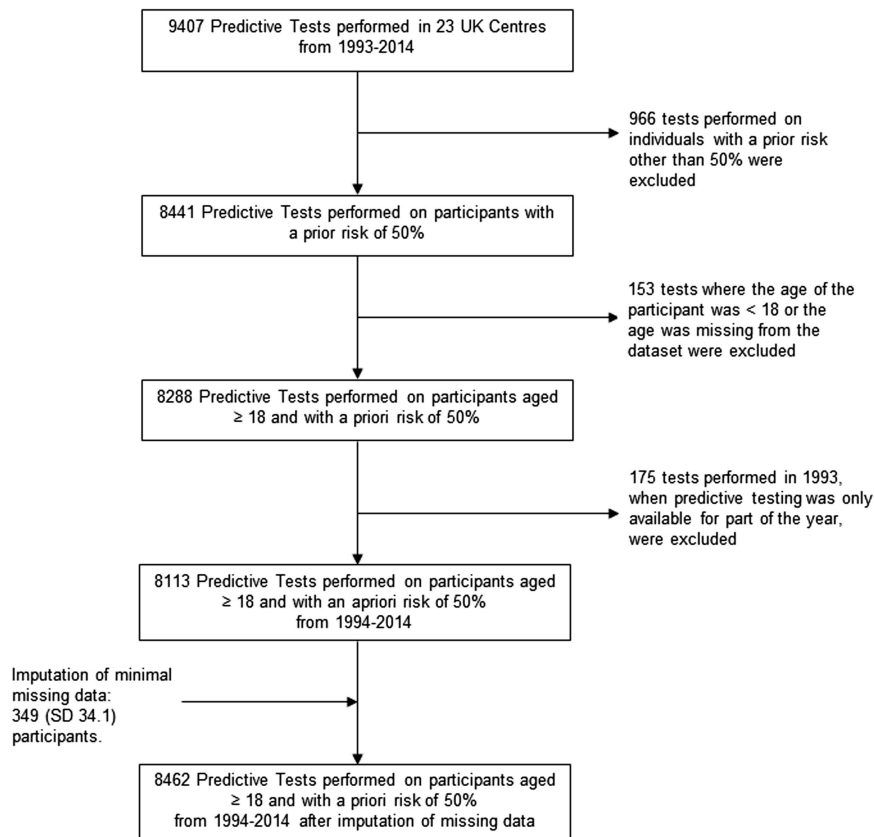 9407 Predictive Tests performed in 23 UK Centres
from 1993-2014
966 tests performed on
individuals with a prior risk
other than 50% were
excluded
8441 Predictive Tests performed on participants with
a prior risk of 50%
153 tests where the age of the
participant was < 18 or the
age was missing from the
dataset were excluded
8288 Predictive Tests performed on participants aged
≥ 18 and with a priori risk of 50%
175 tests performed in 1993,
when predictive testing was only
available for part of the year,
were excluded
8113 Predictive Tests performed on participants aged
≥ 18 and with an apriori risk of 50%
from 1994-2014
Imputation of minimal
missing data:
349 (SD 34.1)
participants.
8462 Predictive Tests performed on participants aged
≥ 18 and with a priori risk of 50%
from 1994-2014 after imputation of missing data